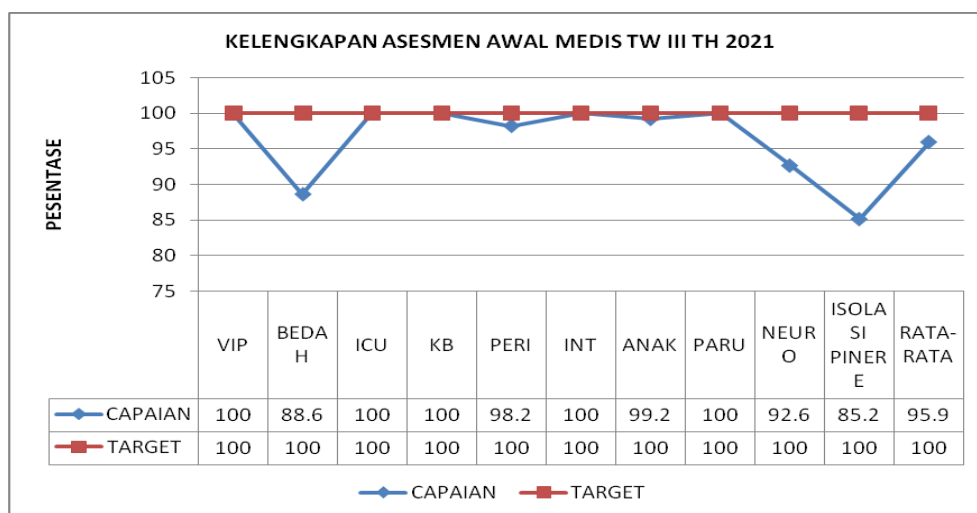 KELENGKAPAN ASESMEN AWAL MEDIS TW III TH 2021
PESENTASE
105
100
95
90
85
80
75
VIP BEDA ICU KB PERI INT ANAK PARU NEUR ISOLA RATA-
H O SI RATA
PINER
E
CAPAIAN 100 88.6 100 100 98.2 100 99.2 100 92.6 85.2 95.9
TARGET 100 100 100 100 100 100 100 100 100 100 100
CAPAIAN TARGET